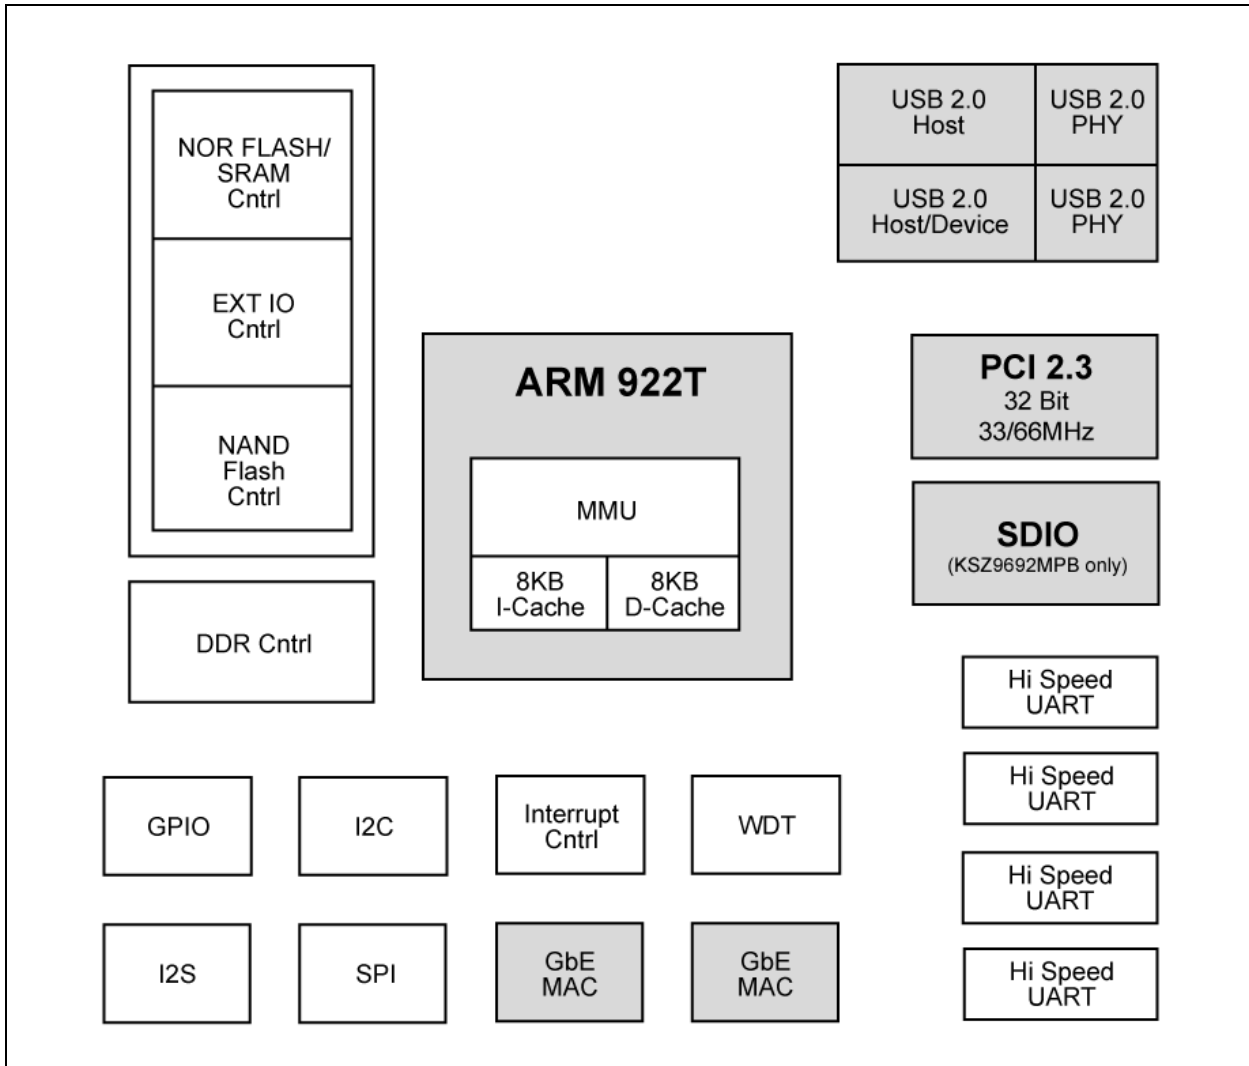 NOR FLASH/
SRAM
Cntrl
EXT IO
Cntrl
NAND
Flash
Cntrl
DDR Cntrl
ARM 922T
MMU
8KB
I-Cache
8KB
D-Cache
USB 2.0
Host
USB 2.0
PHY
USB 2.0
Host/Device
USB 2.0
PHY
PCI 2.3
32 Bit
33/66MHz
SDIO
(KSZ9692MPB only)
Hi Speed
UART
Hi Speed
UART
Hi Speed
UART
Hi Speed
UART
GPIO
I2C
Interrupt
Cntrl
WDT
I2S
SPI
GbE
MAC
GbE
MAC